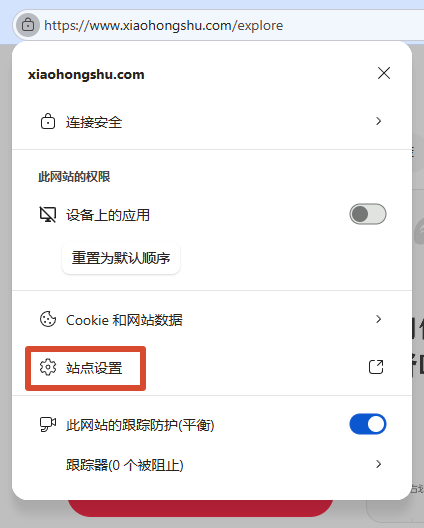 https://www.xiaohongshu.com/explore
xiaohongshu.com
连接安全
此网站的权限
设备上的应用
重置为默认顺序
Cookie 和网站数据
站点设置
此网站的跟踪防护(平衡)
跟踪器(0 个被阻止)